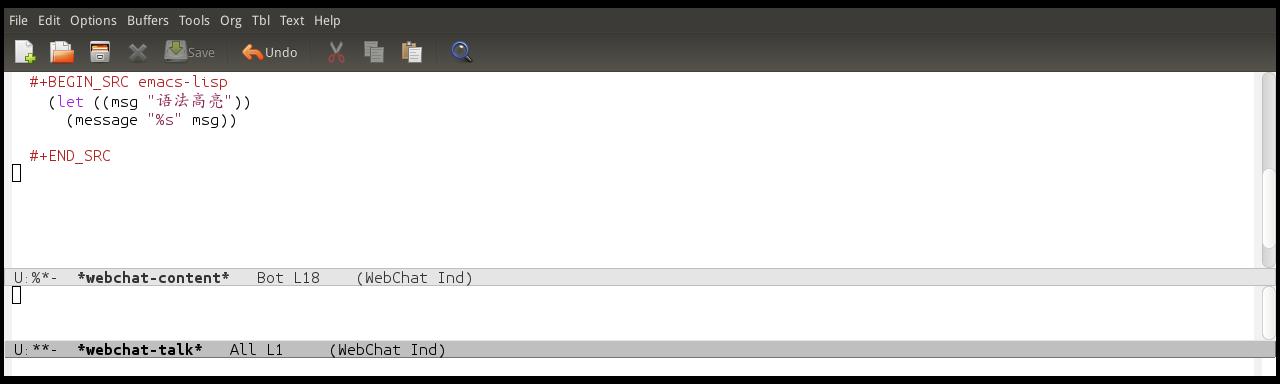 File Edit Options Buffers Tools Org Tbl Text Help
Save Undo
#+BEGIN_SRC emacs-lisp
(let ((msg "语法高亮"))
(message "%s" msg))
#+END_SRC
U:%*- *webchat-content* Bot L18 (WebChat Ind)
U:**- *webchat-talk* All L1 (WebChat Ind)